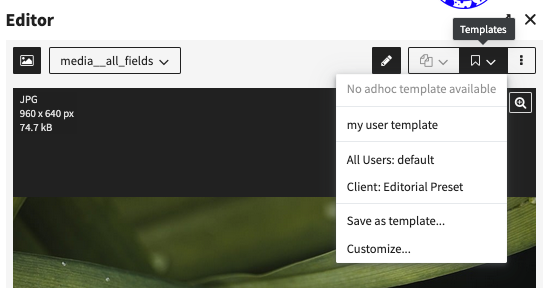 Editor
Templates
media__all_fields
No adhoc template available
my user template
All Users: default
Client: Editorial Preset
Save as template...
Customize...
JPG
960 x 640 px
74.7 kB